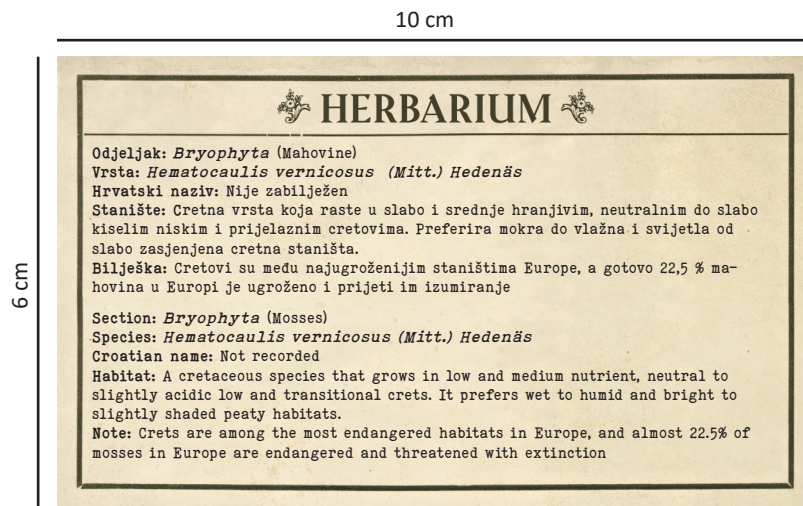 10 cm
6 cm
HERBARIUM
Odjeljak: Bryophyta (Mahovine)
Vrsta: Hematocaulis vernicosus (Mitt.) Hedenäs
Hrvatski naziv: Nije zabilježen
Stanište: Cretna vrsta koja raste u slabo i srednje hranjivim, neutralnim do slabo
kiselim niskim i prijelaznim cretovima. Preferira mokra do vlažna i svijetla od
slabo zasjenjena cretna staništa.
Bilješka: Cretovi su među najugroženijim staništima Europe, a gotovo 22,5 % ma-
hovina u Europi je ugroženo i prijeti im izumiranje
Section: Bryophyta (Mosses)
Species: Hematocaulis vernicosus (Mitt.) Hedenäs
Croatian name: Not recorded
Habitat: A cretaceous species that grows in low and medium nutrient, neutral to
slightly acidic low and transitional crets. It prefers wet to humid and bright to
slightly shaded peaty habitats.
Note: Crets are among the most endangered habitats in Europe, and almost 22.5% of
mosses in Europe are endangered and threatened with extinction